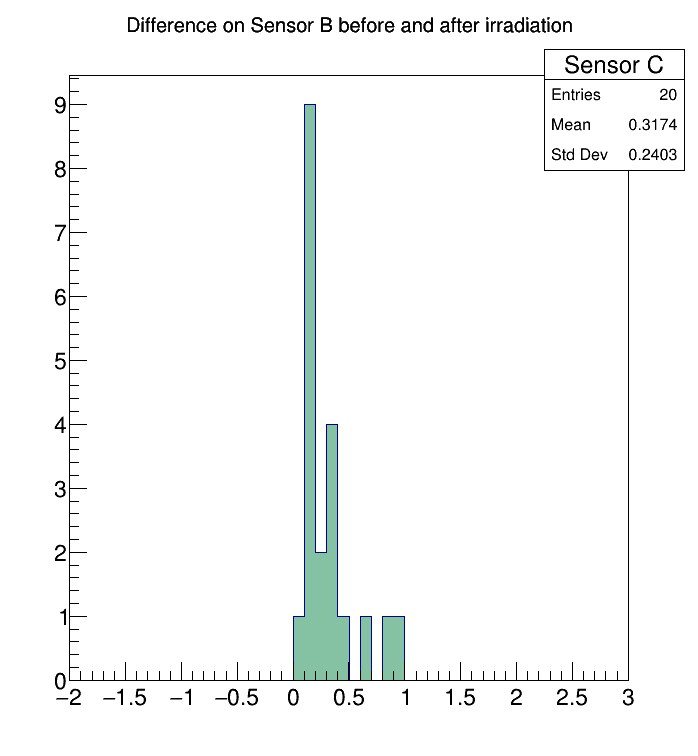 Difference on Sensor B before and after irradiation
Sensor C
Entries 20
Mean 0.3174
Std Dev 0.2403
9
8
7
6
5
4
3
2
1
0
−2 −1.5 −1 −0.5 0 0.5 1 1.5 2 2.5 3